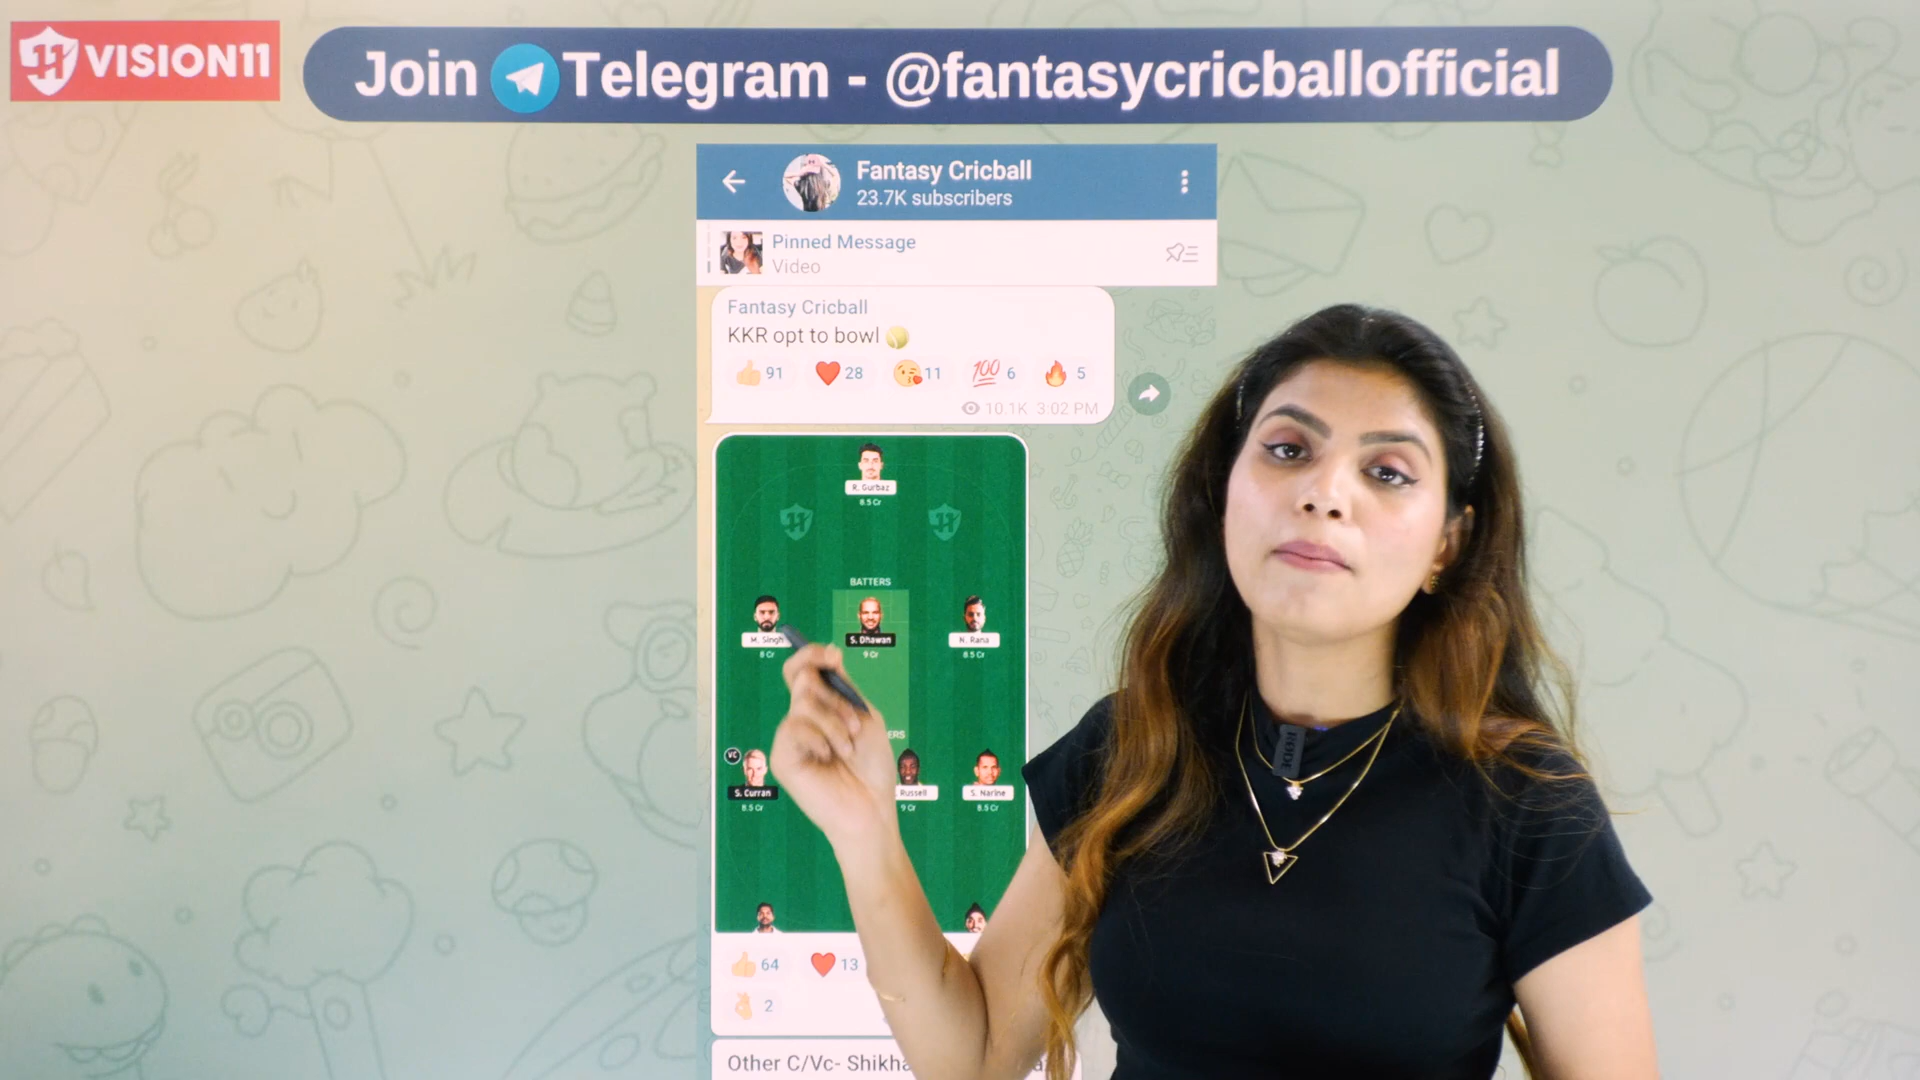 VISION11
Join Telegram - @fantasycricballofficial
Fantasy Cricball
23.7K subscribers
Pinned Message
Video
Fantasy Cricball
KKR opt to bowl
91 28 11 100 6 5
10.1K 3:02 PM
R. Gurbaz
8.5 Cr
BATTERS
M. Singh S. Dhawan N. Rana
8 Cr 9 Cr 8.5 Cr
ERS
VC
S. Curran Russell S. Narine
8.5 Cr 9 Cr 8.5 Cr
64 13
2
Other C/Vc- Shikha
RODE